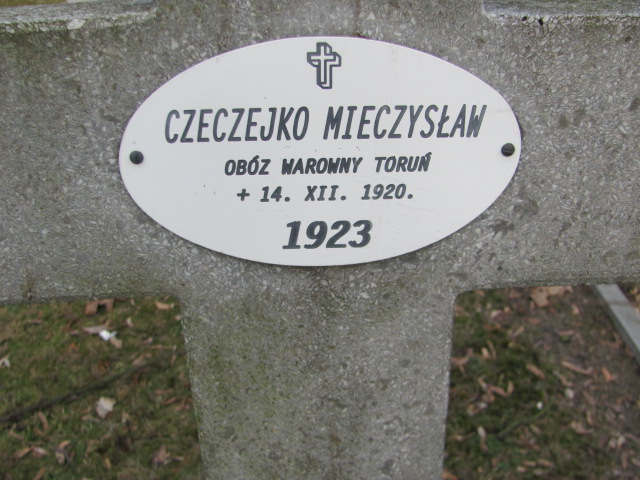 CZECZEJKO MIECZYSŁAW
OBÓZ WAROWNY TORUŃ
+ 14. XII. 1920.
1923